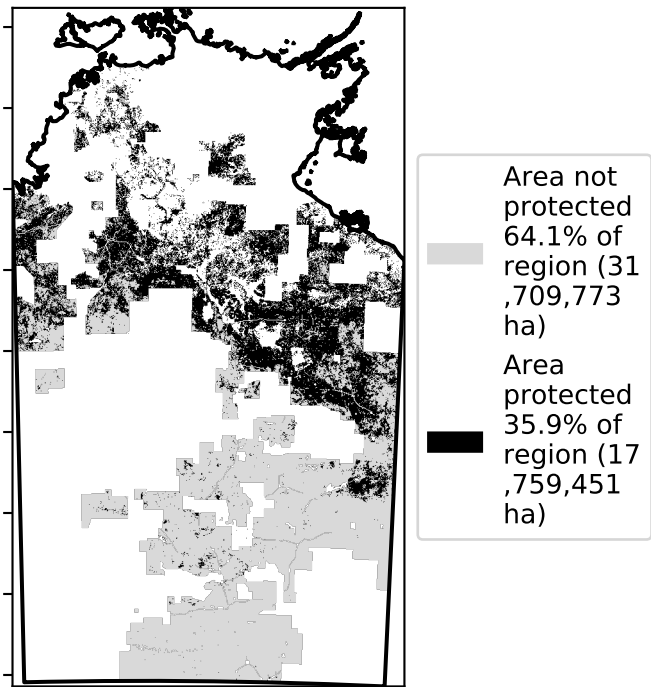 Area not
protected
64.1% of
region (31
,709,773
ha)
Area
protected
35.9% of
region (17
,759,451
ha)